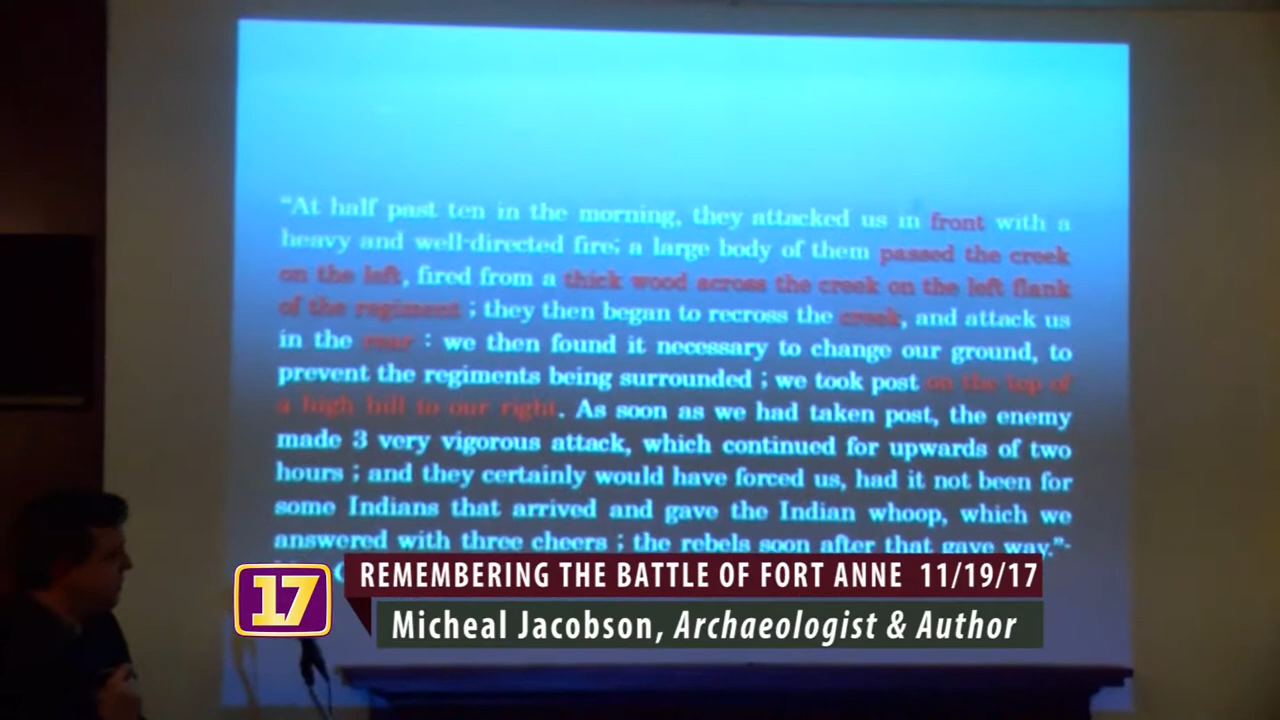 “At half past ten in the morning, they attacked us in front with a
heavy and well-directed fire; a large body of them passed the creek
on the left, fired from a thick wood across the creek on the left flank
of the regiment ; they then began to recross the creek, and attack us
in the rear : we then found it necessary to change our ground, to
prevent the regiments being surrounded ; we took post on the top of
a high hill to our right. As soon as we had taken post, the enemy
made 3 very vigorous attack, which continued for upwards of two
hours ; and they certainly would have forced us, had it not been for
some Indians that arrived and gave the Indian whoop, which we
answered with three cheers ; the rebels soon after that gave way.”-
17
REMEMBERING THE BATTLE OF FORT ANNE 11/19/17
Micheal Jacobson, Archaeologist & Author